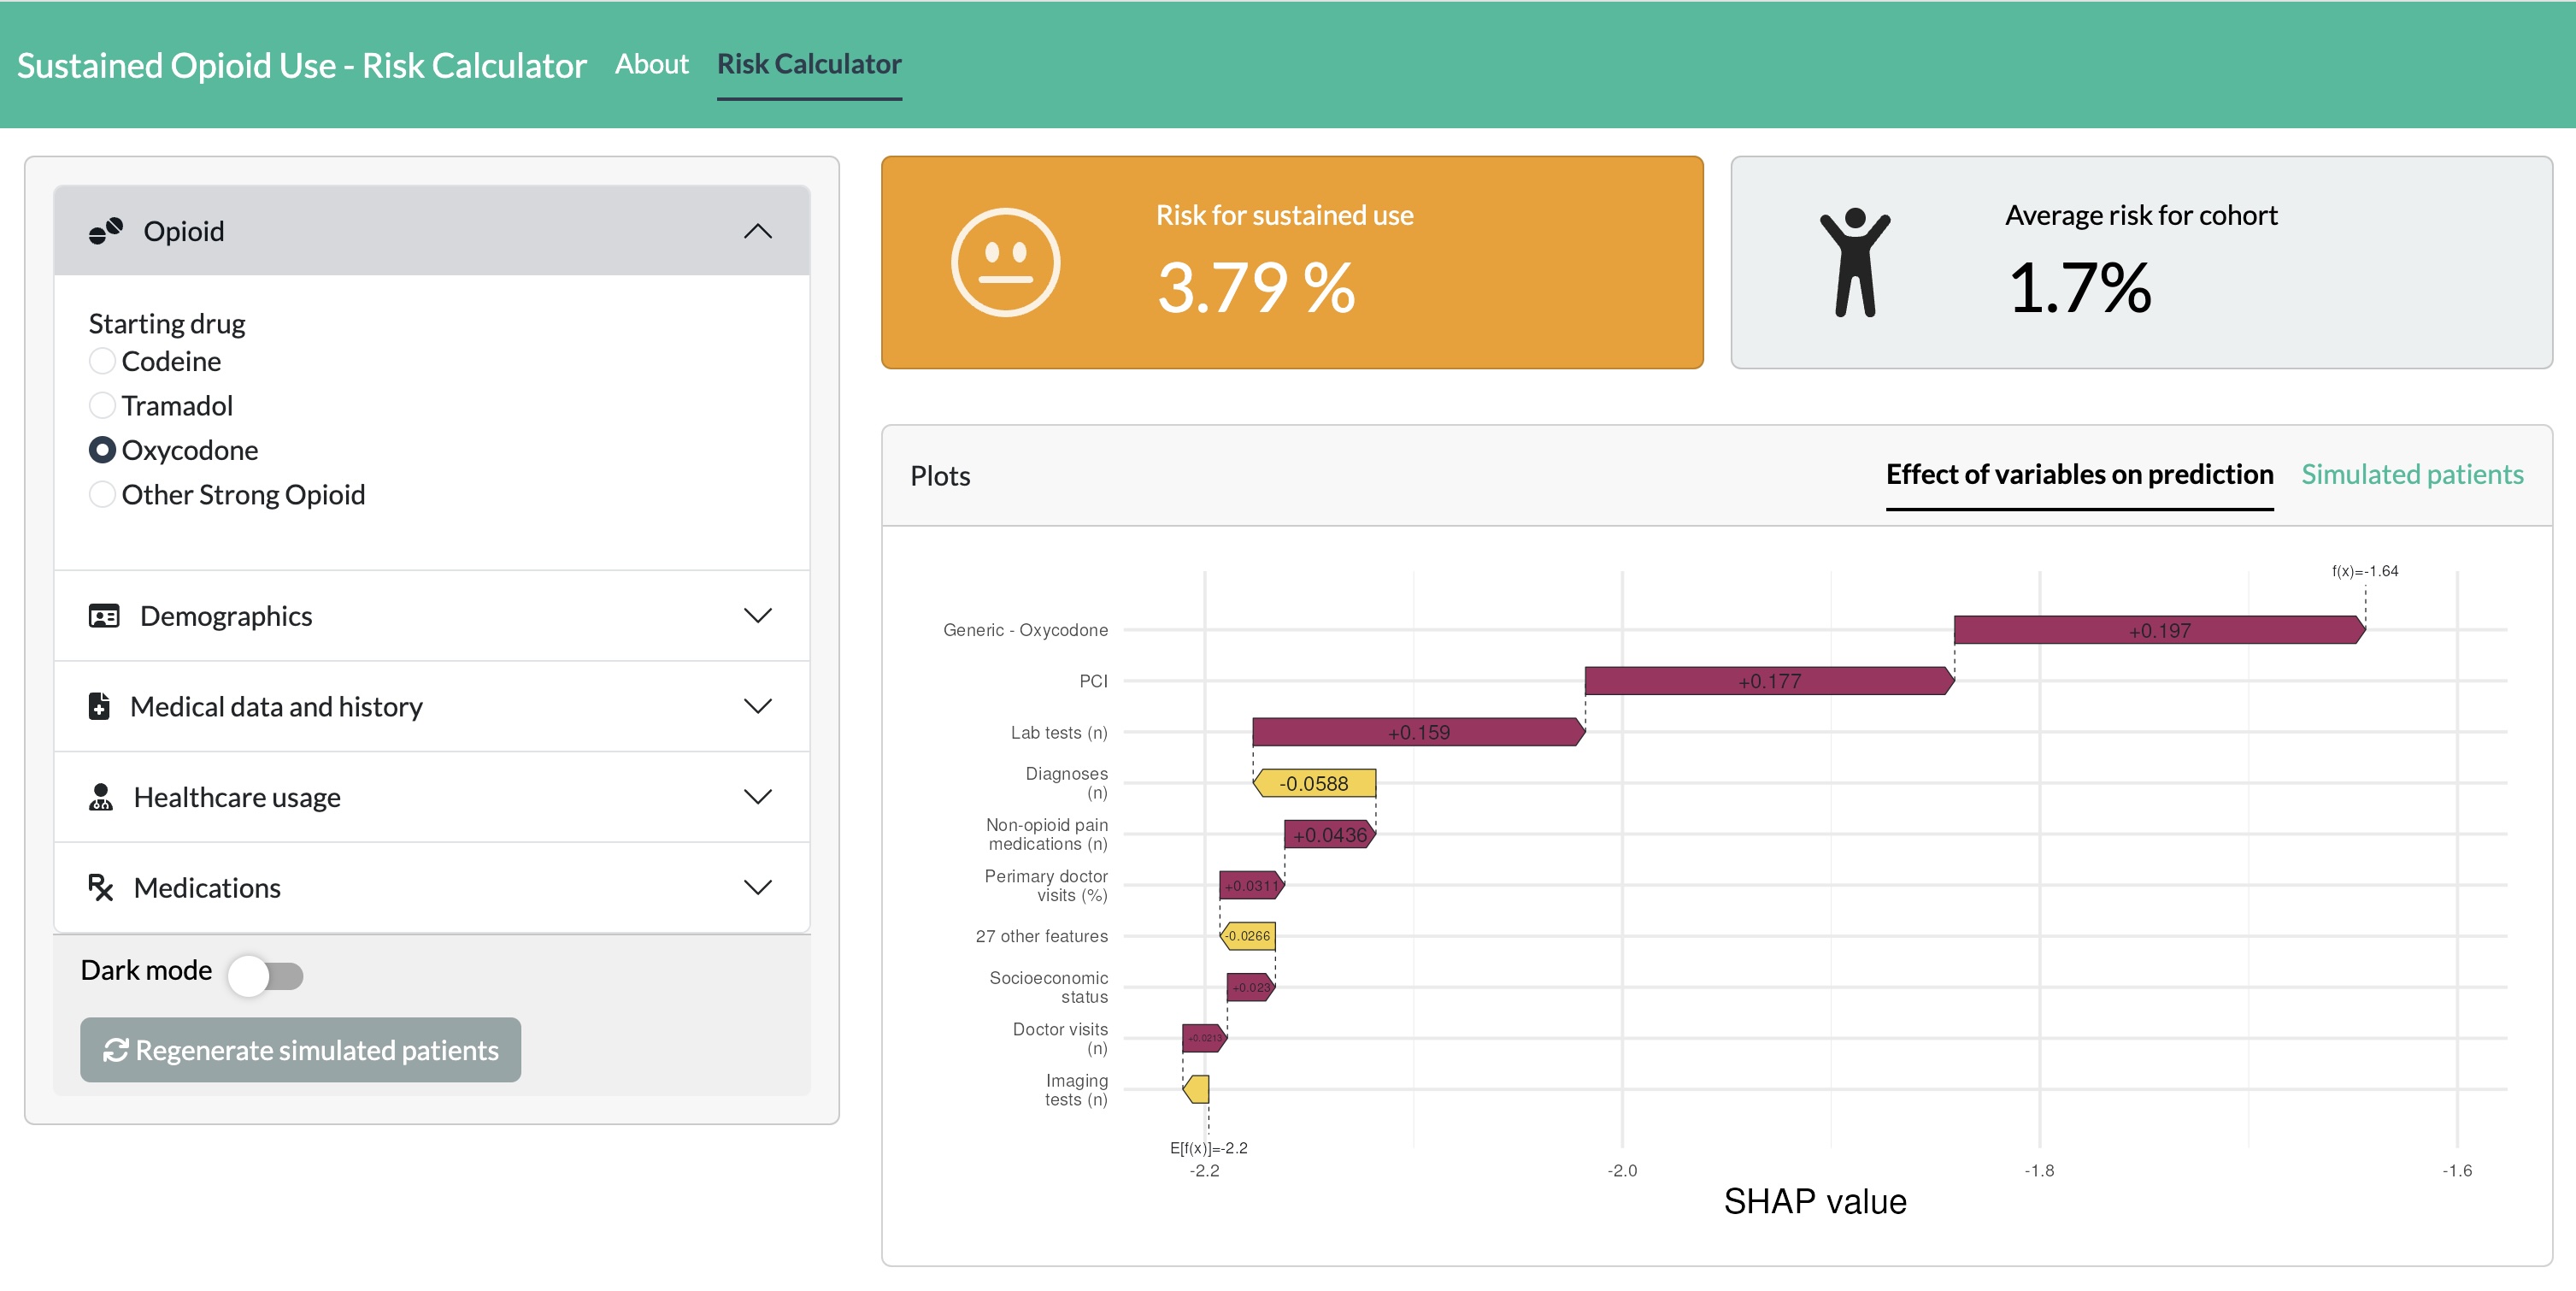 Sustained Opioid Use - Risk Calculator About Risk Calculator
Opioid
Starting drug
Codeine
Tramadol
Oxycodone
Other Strong Opioid
Demographics
Medical data and history
Healthcare usage
Medications
Dark mode
Regenerate simulated patients
Risk for sustained use
3.79 %
Average risk for cohort
1.7%
Plots
Effect of variables on prediction Simulated patients
f(x)=-1.64
Generic - Oxycodone +0.197
PCI +0.177
Lab tests (n) +0.159
Diagnoses
(n) -0.0588
Non-opioid pain
medications (n) +0.0436
Perimary doctor
visits (%) +0.0311
27 other features -0.0266
Socioeconomic
status +0.023
Doctor visits
(n) +0.0213
Imaging
tests (n)
E[f(x)]=-2.2
-2.2 -2.0 -1.8 -1.6
SHAP value